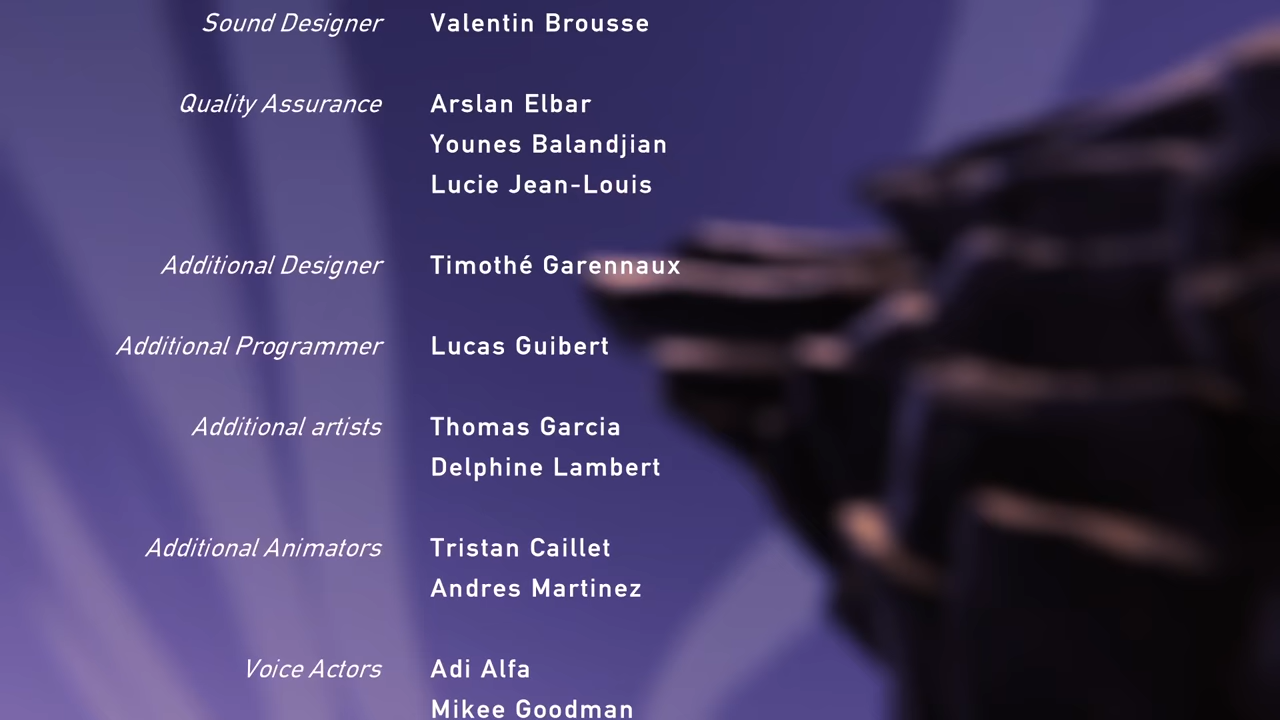 Sound Designer Valentin Brousse
Quality Assurance Arslan Elbar
Younes Balandjian
Lucie Jean-Louis
Additional Designer Timothé Garennaux
Additional Programmer Lucas Guibert
Additional artists Thomas Garcia
Delphine Lambert
Additional Animators Tristan Caillet
Andres Martinez
Voice Actors Adi Alfa
Mikee Goodman